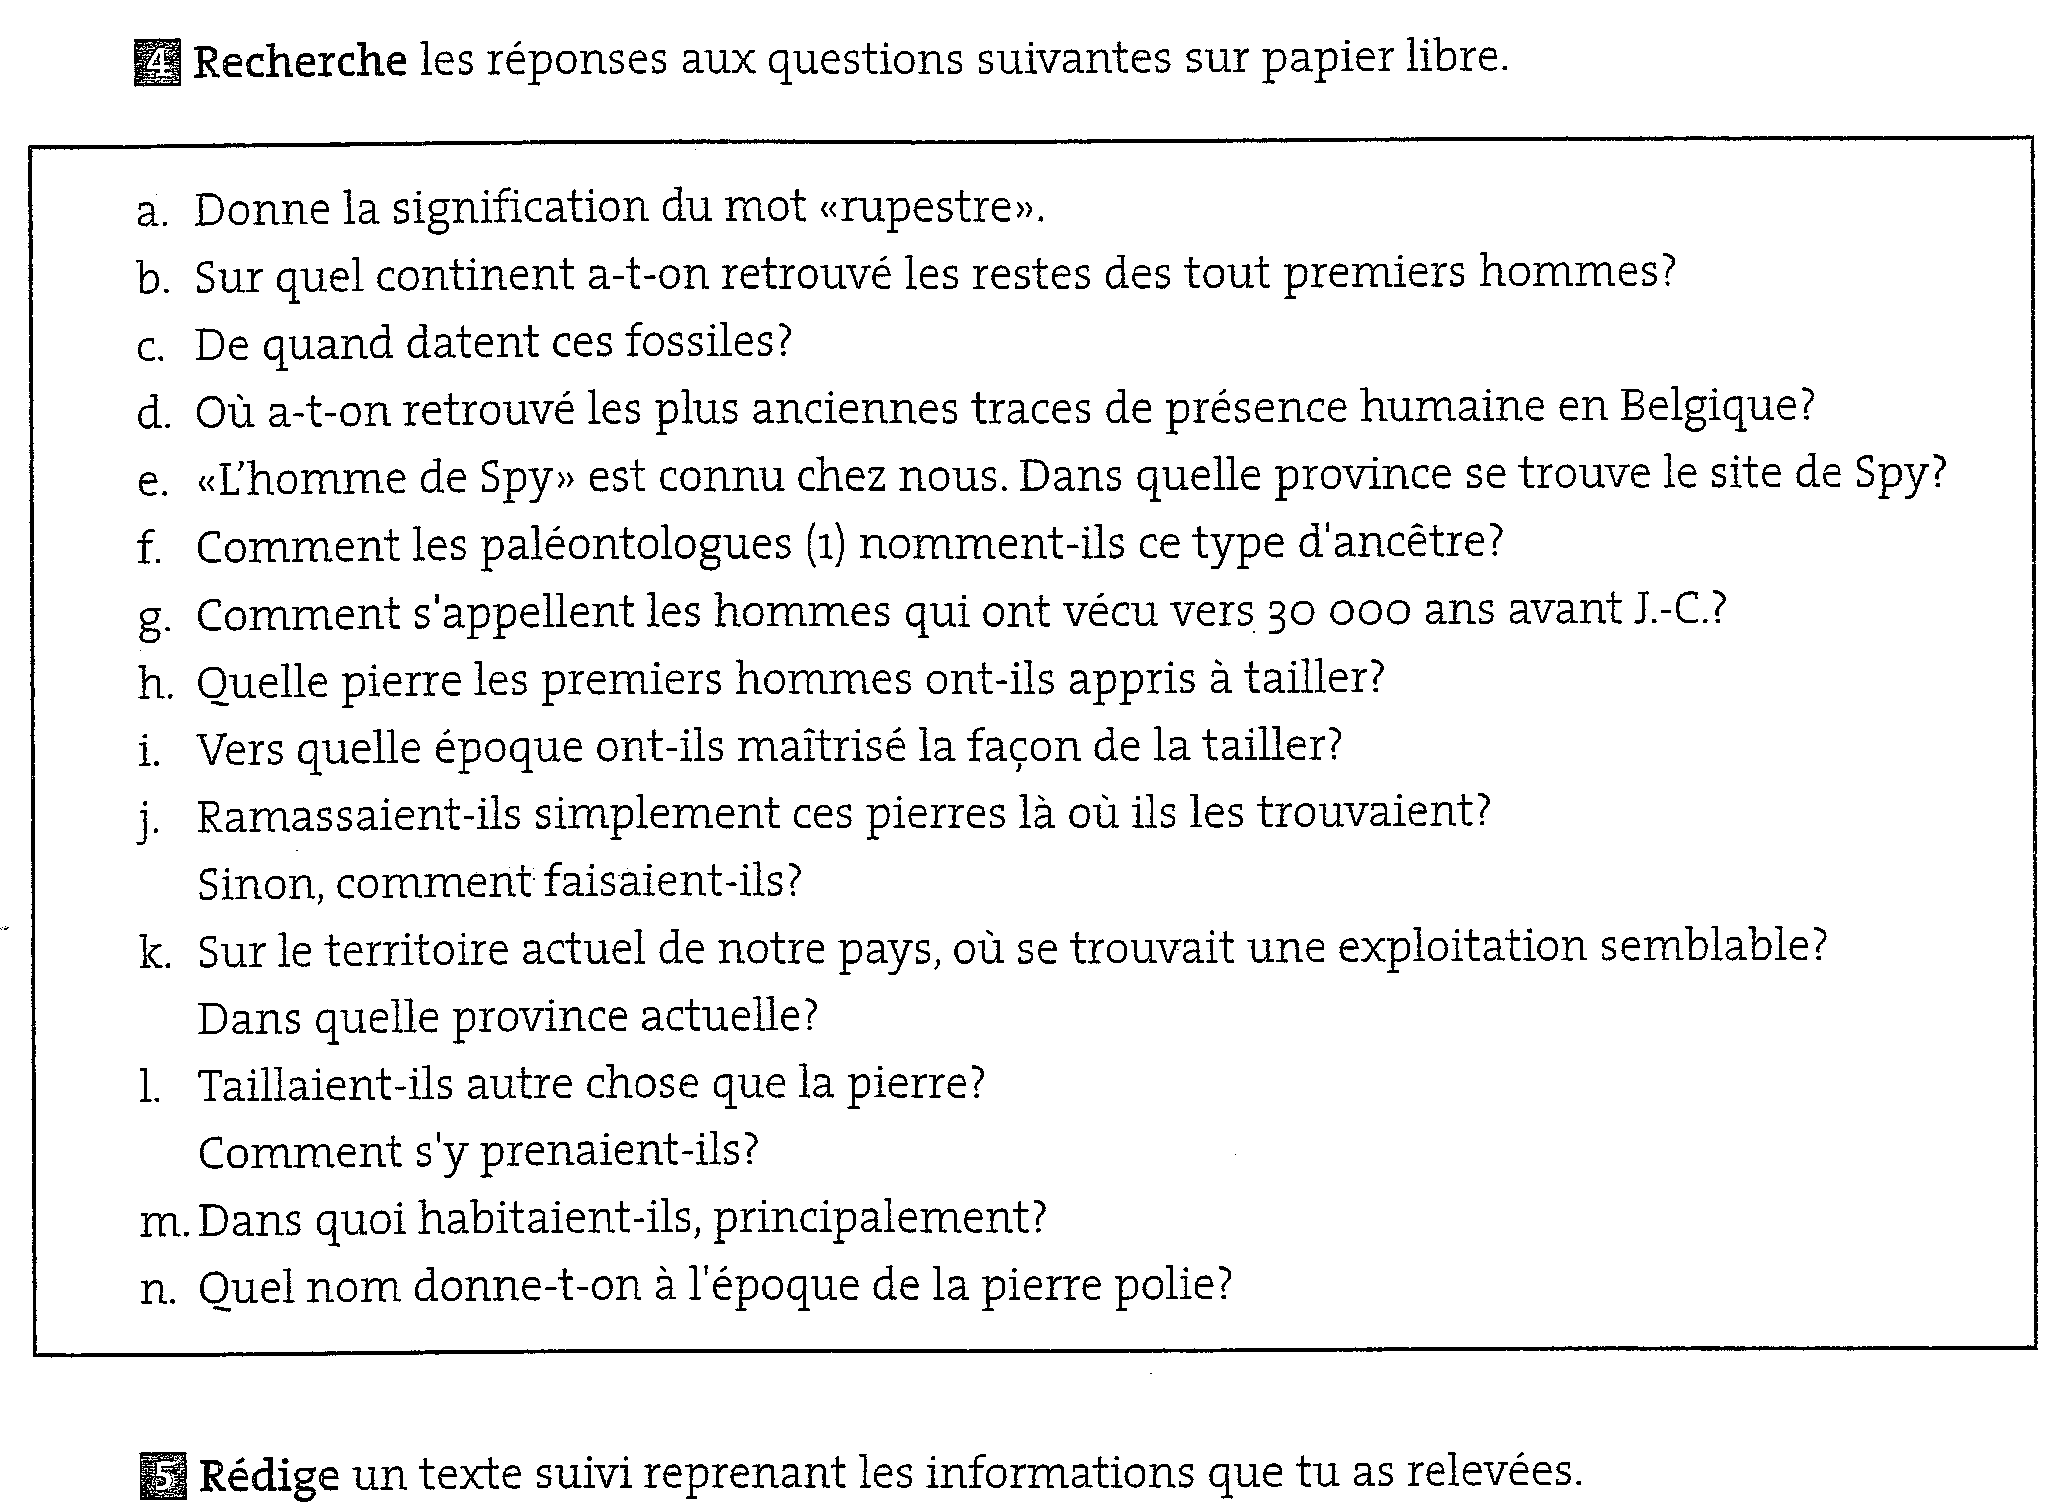 4 Recherche les réponses aux questions suivantes sur papier libre.
a. Donne la signification du mot «rupestre».
b. Sur quel continent a-t-on retrouvé les restes des tout premiers hommes?
c. De quand datent ces fossiles?
d. Où a-t-on retrouvé les plus anciennes traces de présence humaine en Belgique?
e. «L'homme de Spy» est connu chez nous. Dans quelle province se trouve le site de Spy?
f. Comment les paléontologues (1) nomment-ils ce type d'ancêtre?
g. Comment s'appellent les hommes qui ont vécu vers 30 000 ans avant J.-C.?
h. Quelle pierre les premiers hommes ont-ils appris à tailler?
i. Vers quelle époque ont-ils maîtrisé la façon de la tailler?
j. Ramassaient-ils simplement ces pierres là où ils les trouvaient?
Sinon, comment faisaient-ils?
k. Sur le territoire actuel de notre pays, où se trouvait une exploitation semblable?
Dans quelle province actuelle?
l. Taillaient-ils autre chose que la pierre?
Comment s'y prenaient-ils?
m. Dans quoi habitaient-ils, principalement?
n. Quel nom donne-t-on à l'époque de la pierre polie?
5 Rédige un texte suivi reprenant les informations que tu as relevées.